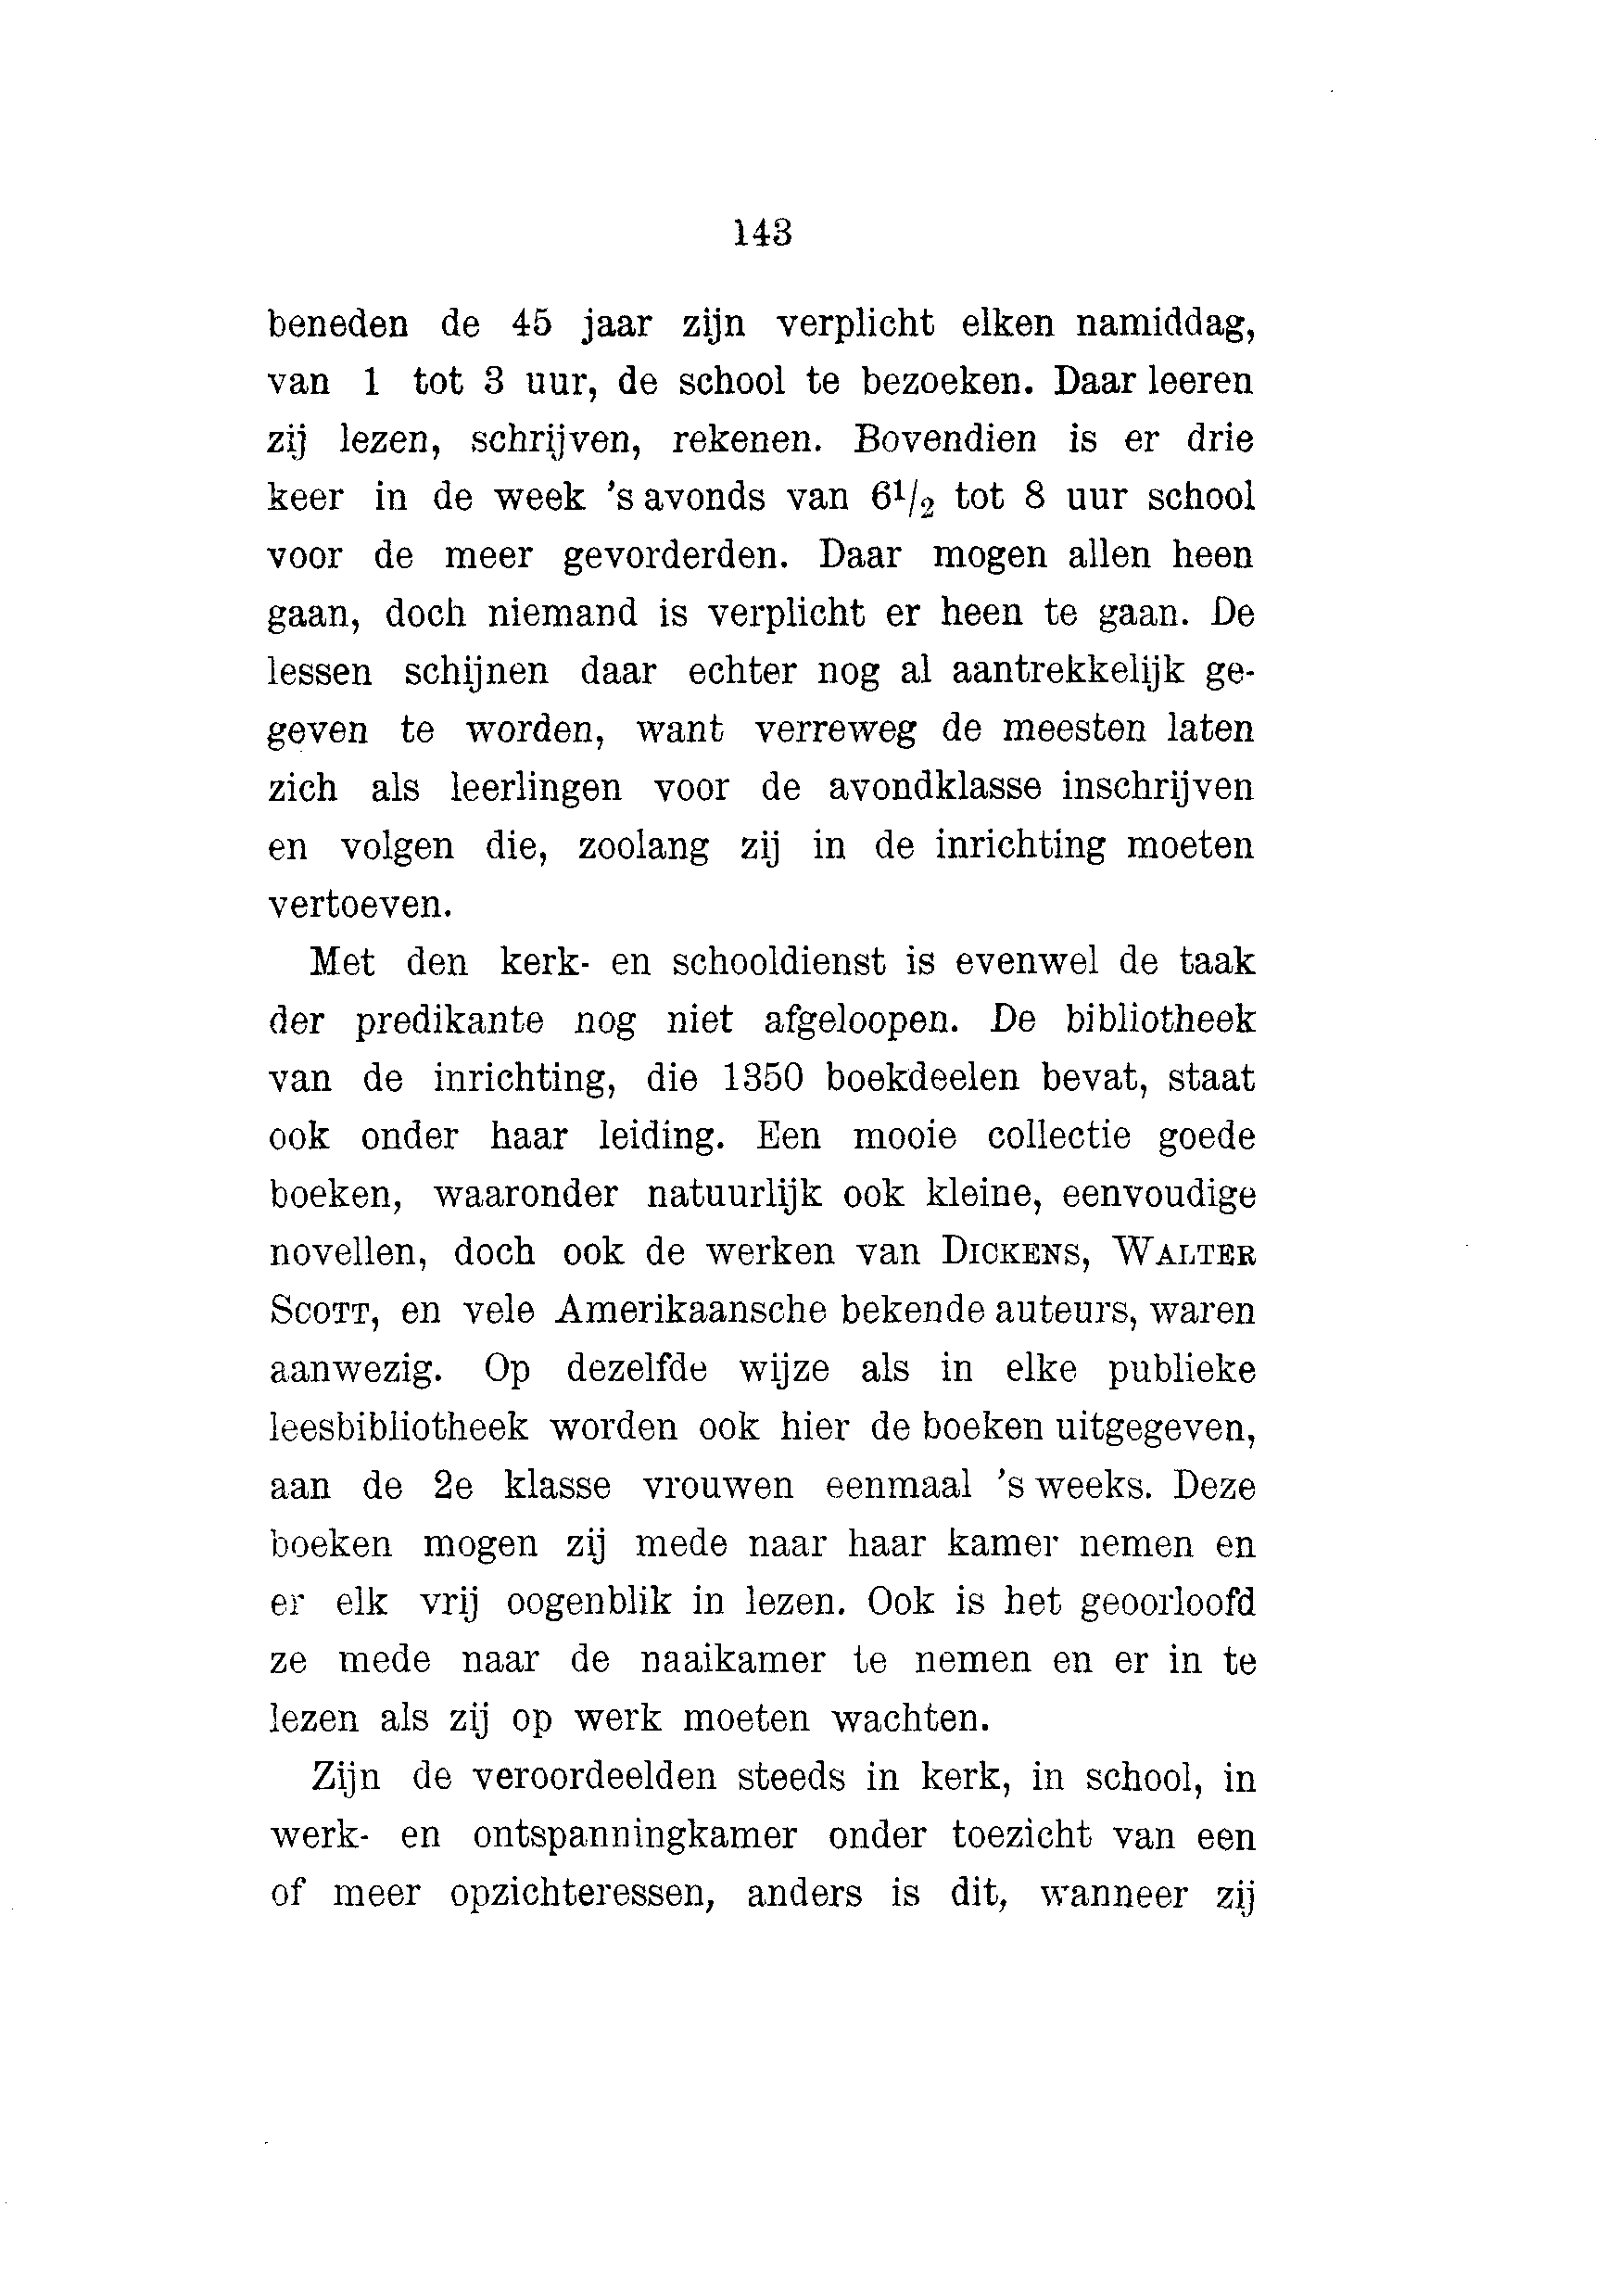 143
beneden de 45 jaar zijn verplicht elken namiddag,
van 1 tot 3 uur, de school te bezoeken. Daar leeren
zij lezen, schrijven, rekenen. Bovendien is er drie
keer in de week 's avonds van 6½ tot 8 uur school
voor de meer gevorderden. Daar mogen allen heen
gaan, doch niemand is verplicht er heen te gaan. De
lessen schijnen daar echter nog al aantrekkelijk ge-
geven te worden, want verreweg de meesten laten
zich als leerlingen voor de avondklasse inschrijven
en volgen die, zoolang zij in de inrichting moeten
vertoeven.
Met den kerk- en schooldienst is evenwel de taak
der predikante nog niet afgeloopen. De bibliotheek
van de inrichting, die 1350 boekdeelen bevat, staat
ook onder haar leiding. Een mooie collectie goede
boeken, waaronder natuurlijk ook kleine, eenvoudige
novellen, doch ook de werken van DICKENS, WALTER
SCOTT, en vele Amerikaansche bekende auteurs, waren
aanwezig. Op dezelfde wijze als in elke publieke
leesbibliotheek worden ook hier de boeken uitgegeven,
aan de 2e klasse vrouwen eenmaal 's weeks. Deze
boeken mogen zij mede naar haar kamer nemen en
er elk vrij oogenblik in lezen. Ook is het geoorloofd
ze mede naar de naaikamer te nemen en er in te
lezen als zij op werk moeten wachten.
Zijn de veroordeelden steeds in kerk, in school, in
werk- en ontspanningkamer onder toezicht van een
of meer opzichteressen, anders is dit, wanneer zij